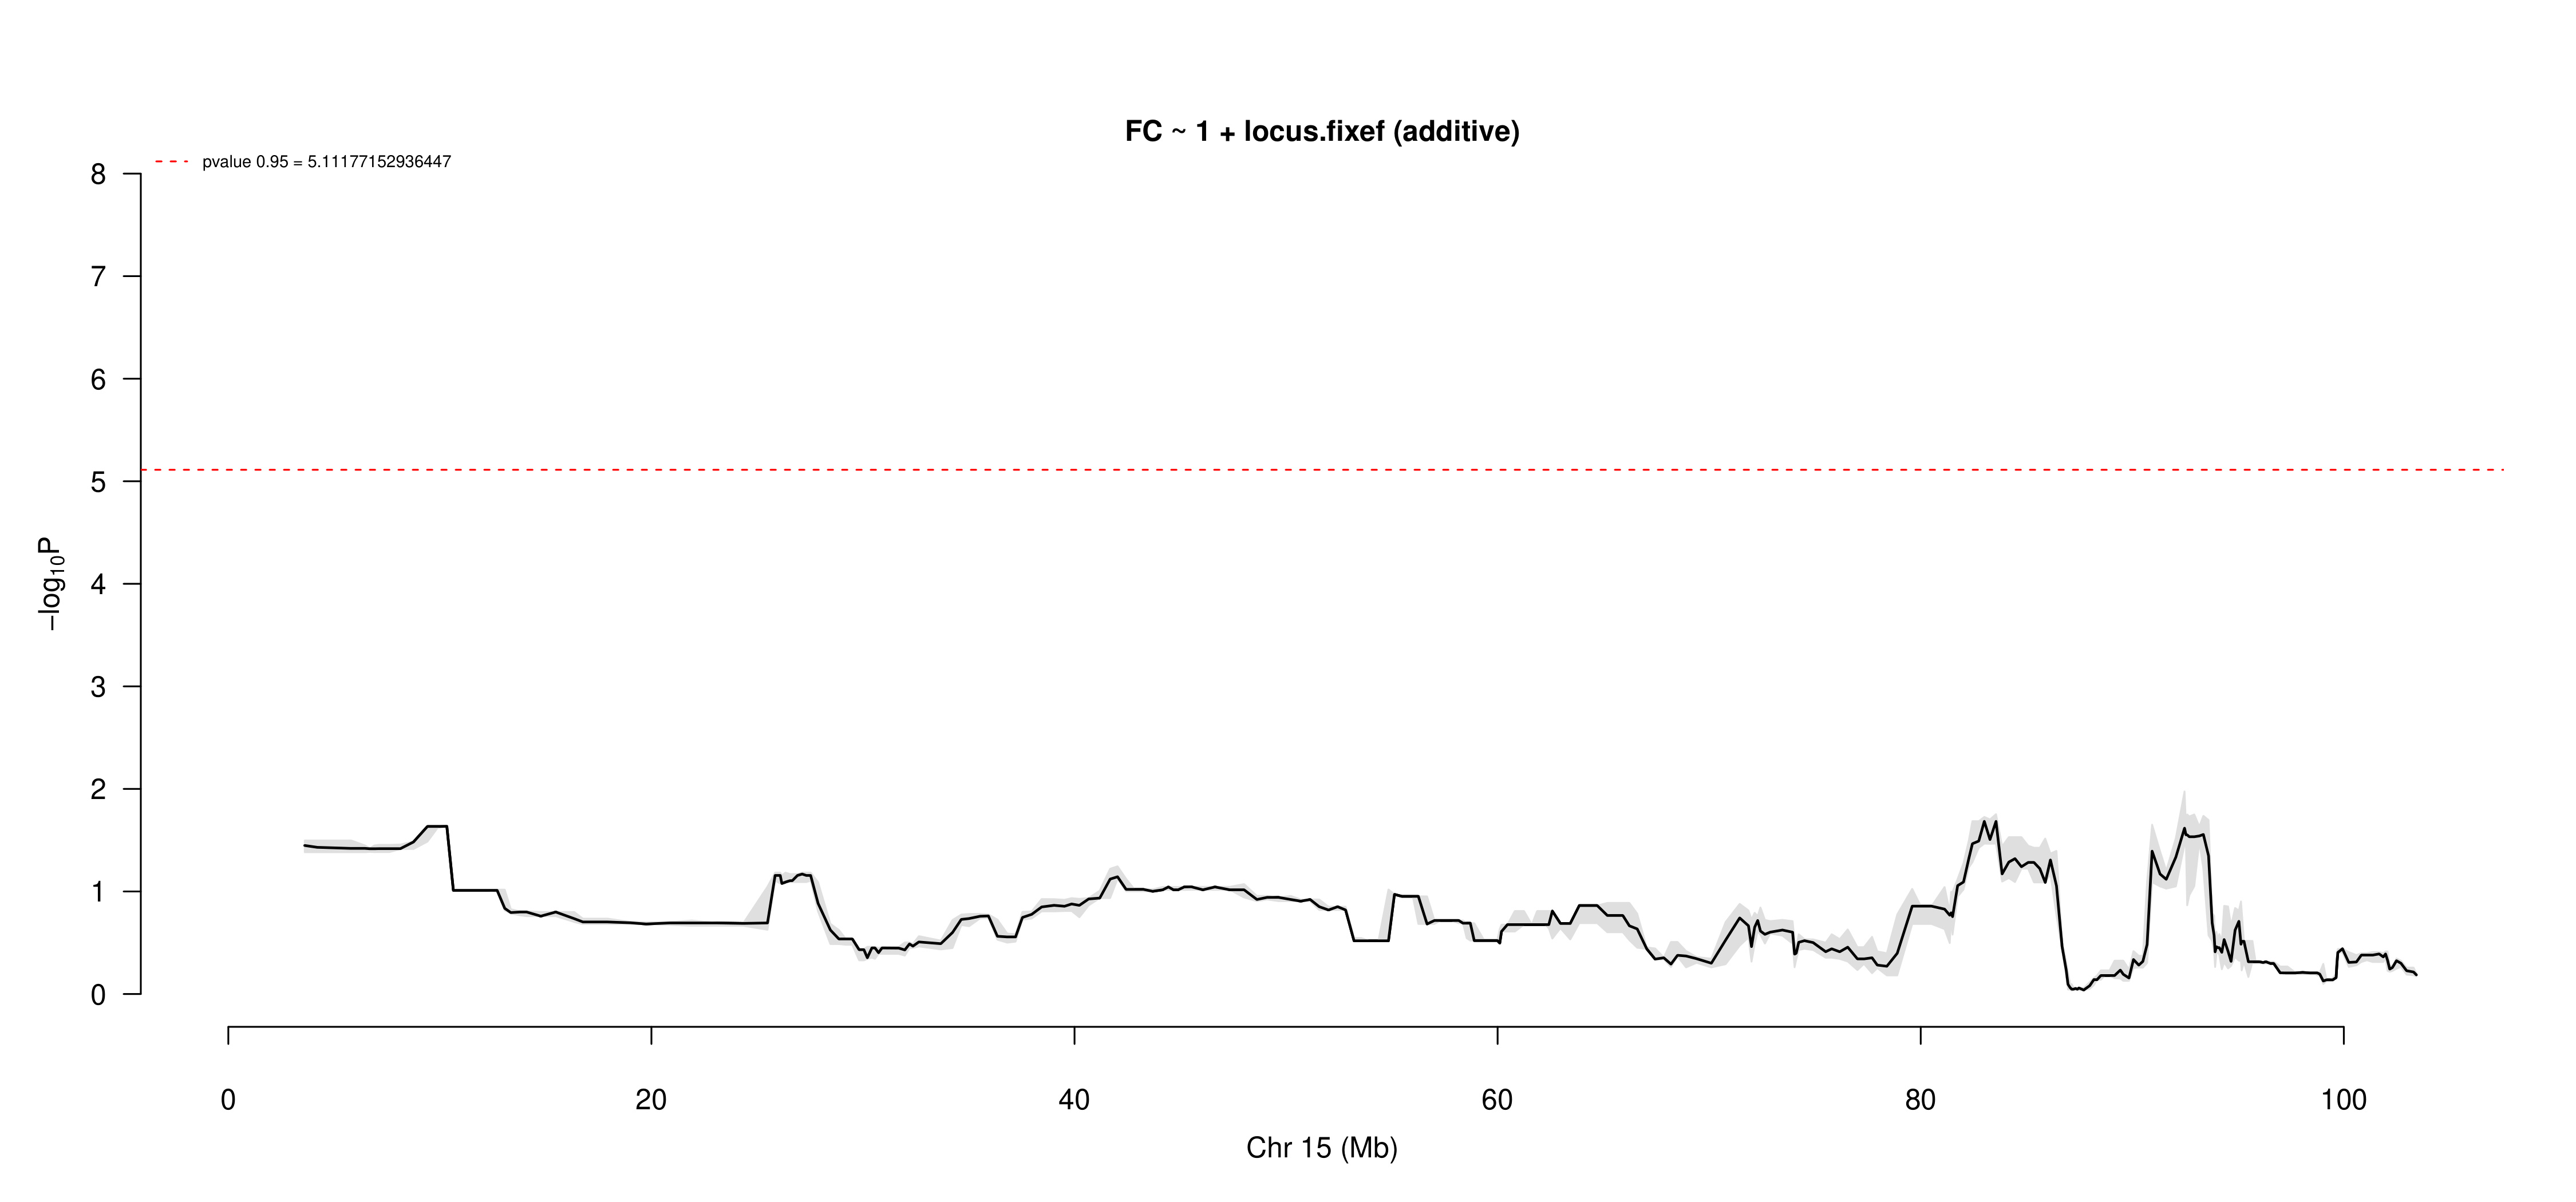 FC ~ 1 + locus.fixef (additive)
pvalue 0.95 = 5.11177152936447
8
7
6
5
4
3
2
1
0
−log10P
0 20 40 60 80 100
Chr 15 (Mb)